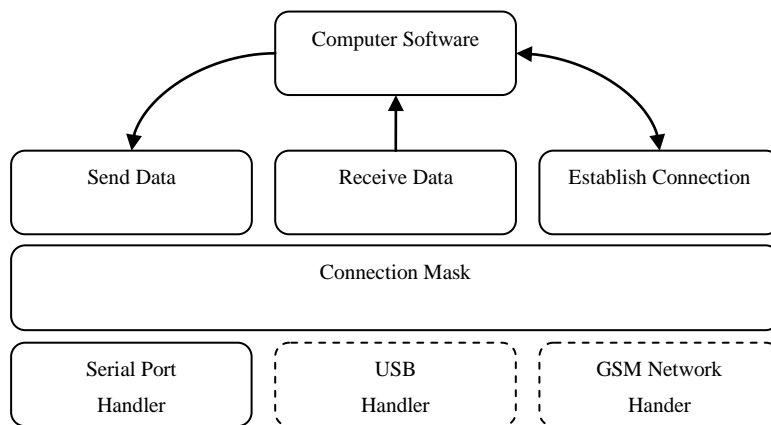 Computer Software
Send Data
Receive Data
Establish Connection
Connection Mask
Serial Port
Handler
USB
Handler
GSM Network
Hander